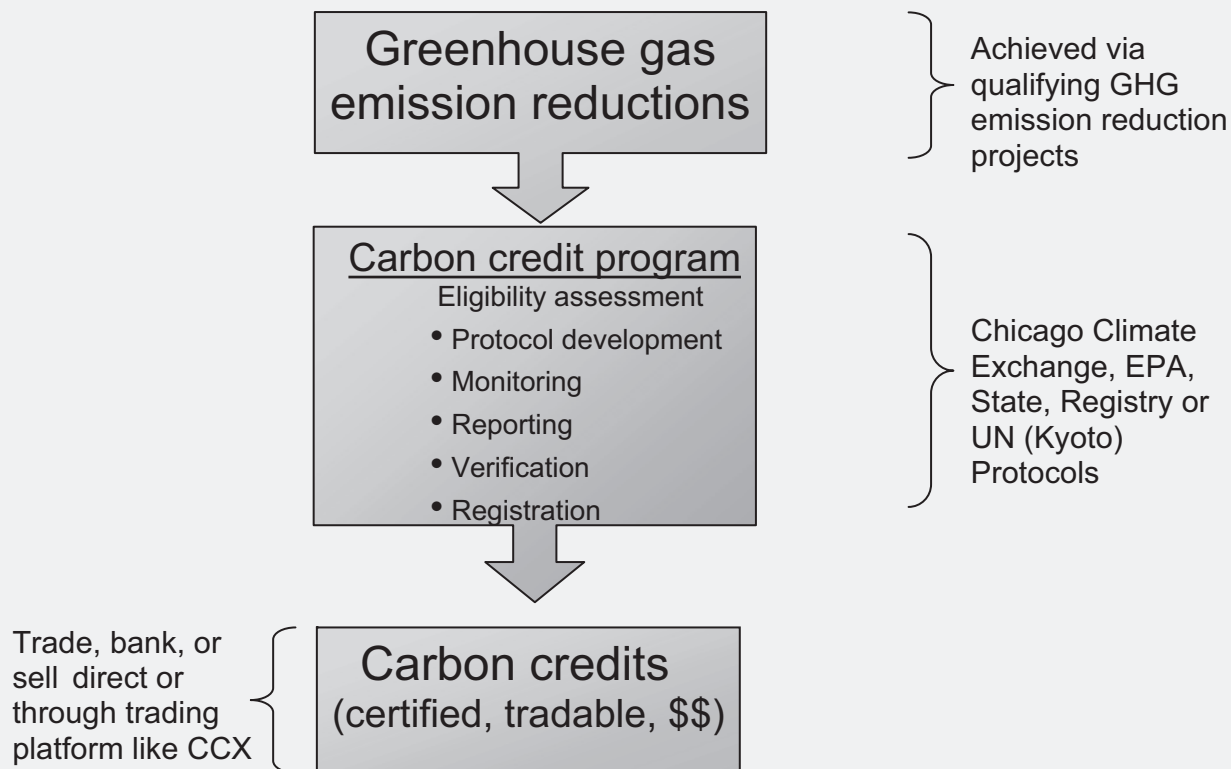 Greenhouse gas
emission reductions
Achieved via
qualifying GHG
emission reduction
projects
Carbon credit program
Eligibility assessment
• Protocol development
• Monitoring
• Reporting
• Verification
• Registration
Chicago Climate
Exchange, EPA,
State, Registry or
UN (Kyoto)
Protocols
Trade, bank, or
sell direct or
through trading
platform like CCX
Carbon credits
(certified, tradable, $$)